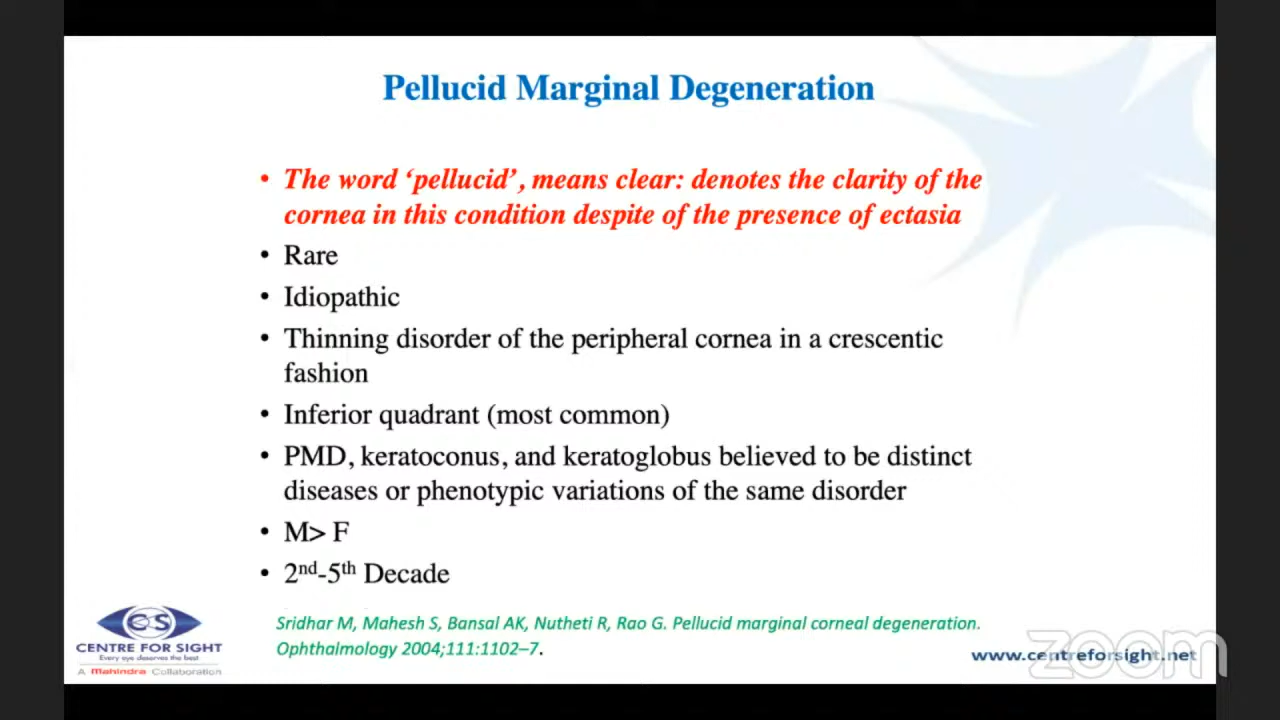 Pellucid Marginal Degeneration
• The word ‘pellucid’, means clear: denotes the clarity of the
cornea in this condition despite of the presence of ectasia
• Rare
• Idiopathic
• Thinning disorder of the peripheral cornea in a crescentic
fashion
• Inferior quadrant (most common)
• PMD, keratoconus, and keratoglobus believed to be distinct
diseases or phenotypic variations of the same disorder
• M> F
• 2nd-5th Decade
Sridhar M, Mahesh S, Bansal AK, Nutheti R, Rao G. Pellucid marginal corneal degeneration.
Ophthalmology 2004;111:1102–7.
CS
CENTRE FOR SIGHT
Every eye deserves the best
A Mahindra Collaboration
www.centreforsight.net
zoom